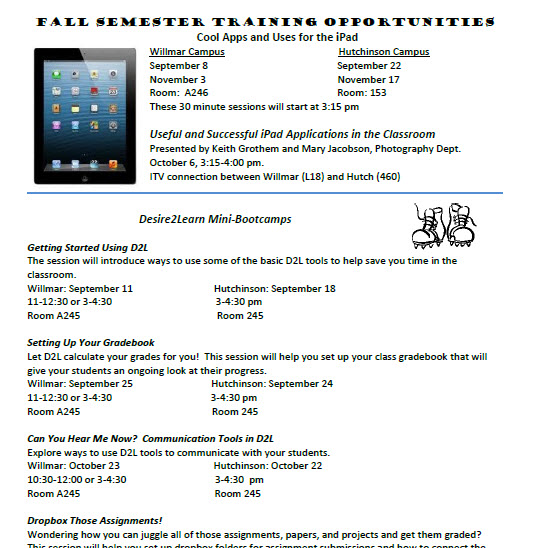 FALL SEMESTER TRAINING OPPORTUNITIES
Cool Apps and Uses for the iPad
Willmar Campus Hutchinson Campus
September 8 September 22
November 3 November 17
Room: A246 Room: 153
These 30 minute sessions will start at 3:15 pm
Useful and Successful iPad Applications in the Classroom
Presented by Keith Grothem and Mary Jacobson, Photography Dept.
October 6, 3:15-4:00 pm.
ITV connection between Willmar (L18) and Hutch (460)
Desire2Learn Mini-Bootcamps
Getting Started Using D2L
The session will introduce ways to use some of the basic D2L tools to help save you time in the
classroom.
Willmar: September 11 Hutchinson: September 18
11-12:30 or 3-4:30 3-4:30 pm
Room A245 Room 245
Setting Up Your Gradebook
Let D2L calculate your grades for you! This session will help you set up your class gradebook that will
give your students an ongoing look at their progress.
Willmar: September 25 Hutchinson: September 24
11-12:30 or 3-4:30 3-4:30 pm
Room A245 Room 245
Can You Hear Me Now? Communication Tools in D2L
Explore ways to use D2L tools to communicate with your students.
Willmar: October 23 Hutchinson: October 22
10:30-12:00 or 3-4:30 3-4:30 pm
Room A245 Room 245
Dropbox Those Assignments!
Wondering how you can juggle all of those assignments, papers, and projects and get them graded?
This session will help you set up dropbox folders for assignment submissions and how to connect the